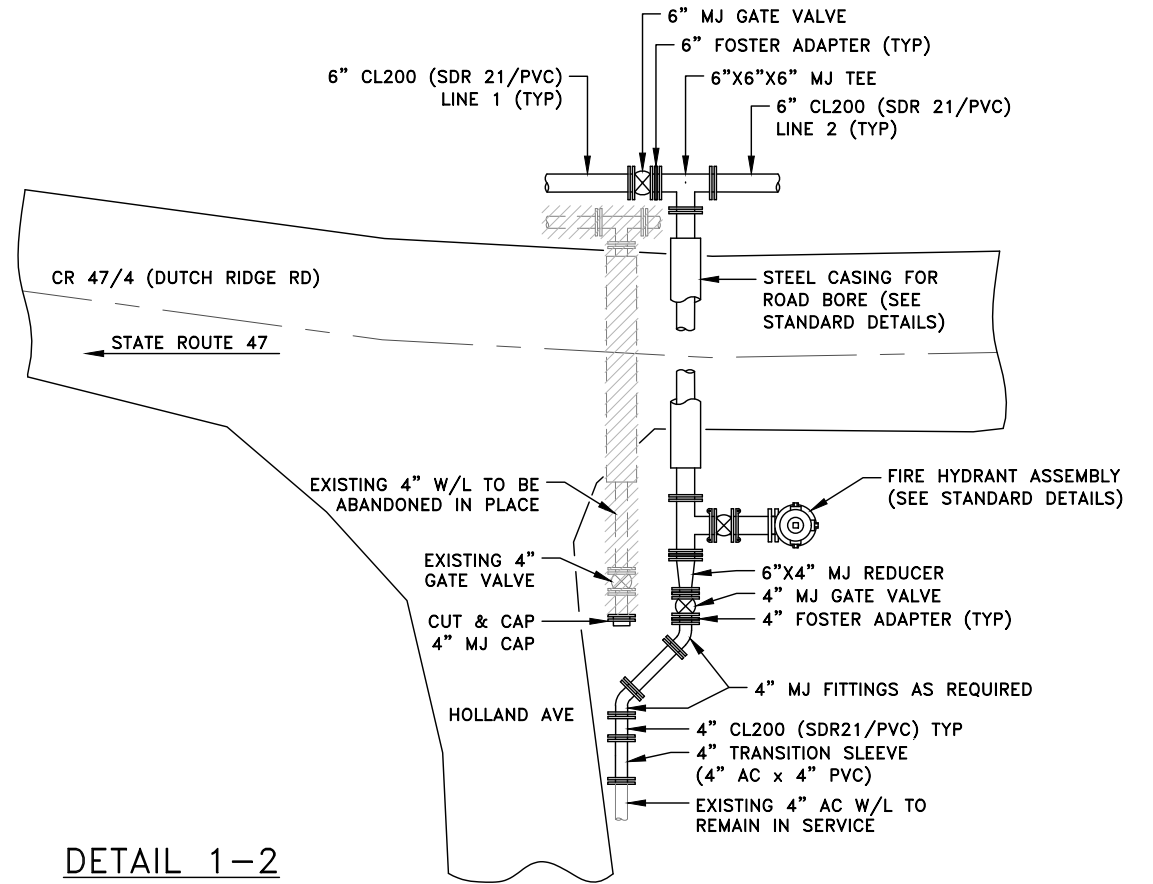 6” MJ GATE VALVE
6” FOSTER ADAPTER (TYP)
6” CL200 (SDR 21/PVC)
LINE 1 (TYP)
6”X6”X6” MJ TEE
6” CL200 (SDR 21/PVC)
LINE 2 (TYP)
CR 47/4 (DUTCH RIDGE RD)
STEEL CASING FOR
ROAD BORE (SEE
STANDARD DETAILS)
STATE ROUTE 47
EXISTING 4” W/L TO BE
ABANDONED IN PLACE
FIRE HYDRANT ASSEMBLY
(SEE STANDARD DETAILS)
EXISTING 4”
GATE VALVE
6”X4” MJ REDUCER
4” MJ GATE VALVE
4” FOSTER ADAPTER (TYP)
CUT & CAP
4” MJ CAP
4” MJ FITTINGS AS REQUIRED
HOLLAND AVE
4” CL200 (SDR21/PVC) TYP
4” TRANSITION SLEEVE
(4” AC x 4” PVC)
EXISTING 4” AC W/L TO
REMAIN IN SERVICE
DETAIL 1-2